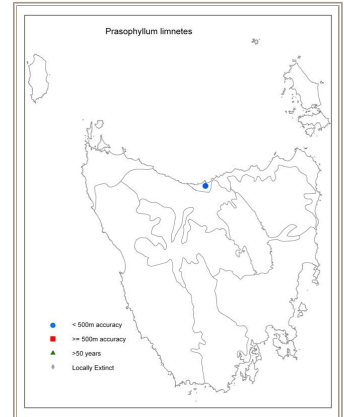 Prasophyllum limnetes
< 500m accuracy
>= 500m accuracy
>50 years
Locally Extinct